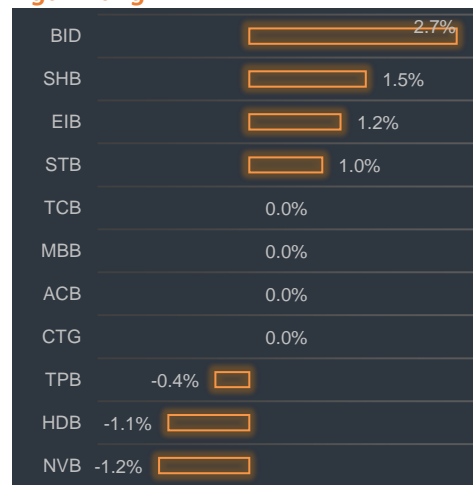 BID 2.7%
SHB 1.5%
EIB 1.2%
STB 1.0%
TCB 0.0%
MBB 0.0%
ACB 0.0%
CTG 0.0%
TPB -0.4%
HDB -1.1%
NVB -1.2%